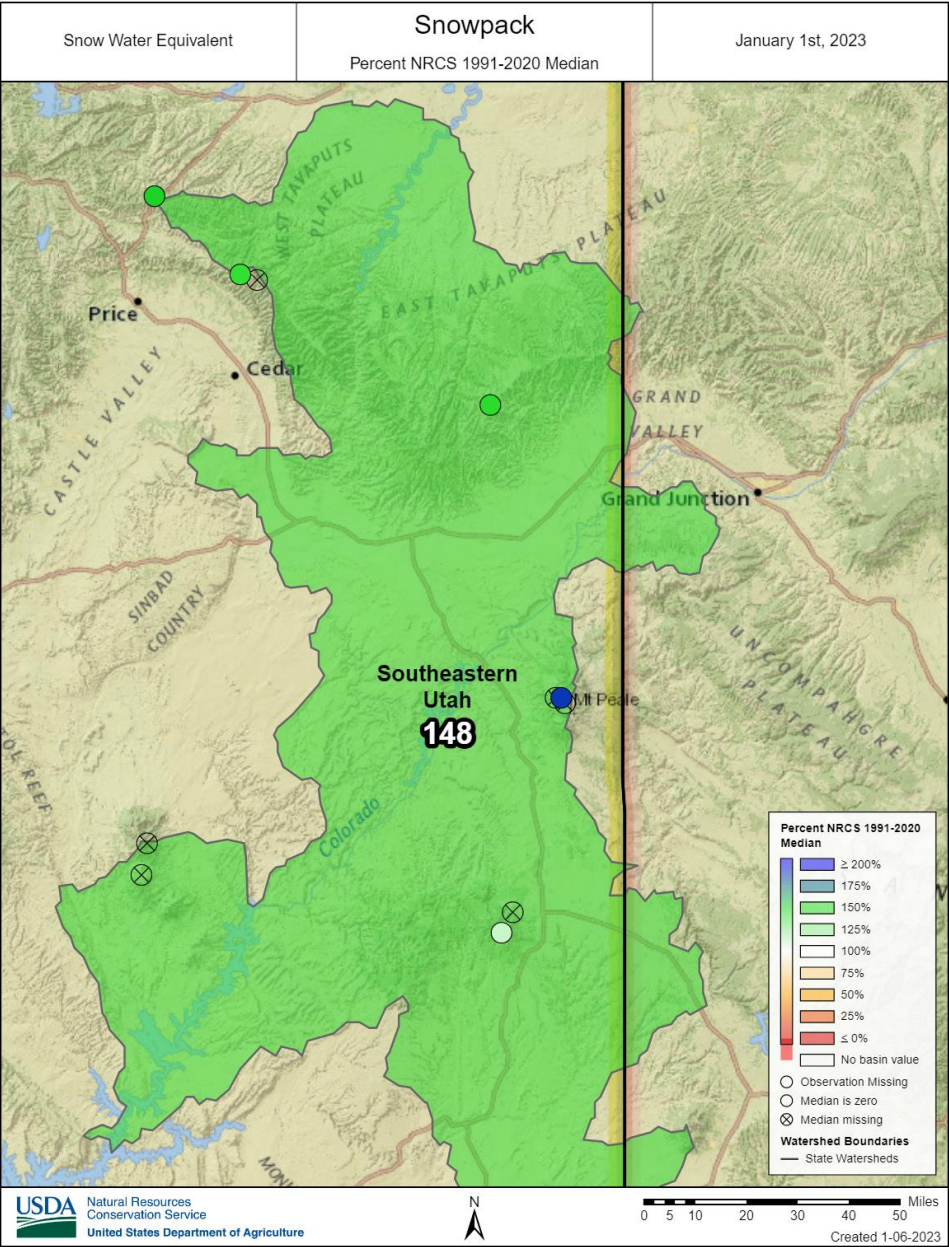 Snow Water Equivalent
Snowpack
Percent NRCS 1991-2020 Median
January 1st, 2023
WEST TAVAPUTS
PLATEAU
EAST TAVAPUTS PLATEAU
Price
Cedar
CASTLE VALLEY
GRAND
VALLEY
Grand Junction
SINBAD
COUNTRY
UNCOMPAHGRE
PLATEAU
Southeastern
Utah
148
Mt Peale
REEF
Colorado
Percent NRCS 1991-2020
Median
≥ 200%
175%
150%
125%
100%
75%
50%
25%
≤ 0%
No basin value
Observation Missing
Median is zero
Median missing
Watershed Boundaries
State Watersheds
USDA
Natural Resources
Conservation Service
United States Department of Agriculture
N
Miles
0 5 10 20 30 40 50
Created 1-06-2023